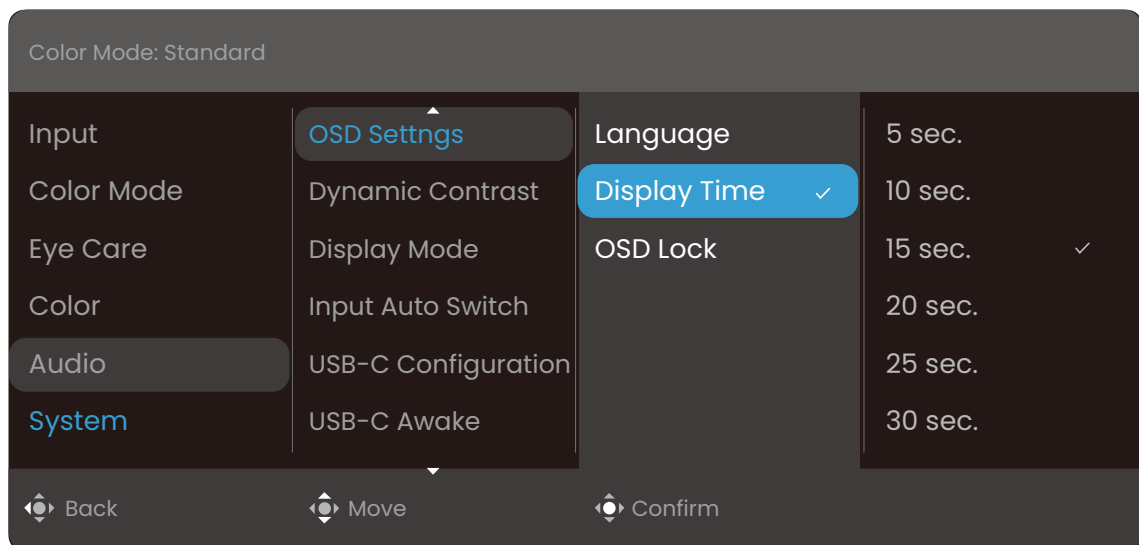 Color Mode: Standard
Input
Color Mode
Eye Care
Color
Audio
System
OSD Settngs
Dynamic Contrast
Display Mode
Input Auto Switch
USB-C Configuration
USB-C Awake
Language
Display Time
OSD Lock
5 sec.
10 sec.
15 sec.
20 sec.
25 sec.
30 sec.
Back
Move
Confirm